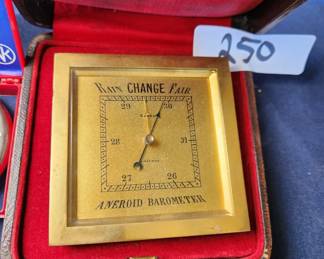 250
RAIN CHANGE FAIR
29 30
28 31
27 26
ANEROID BAROMETER